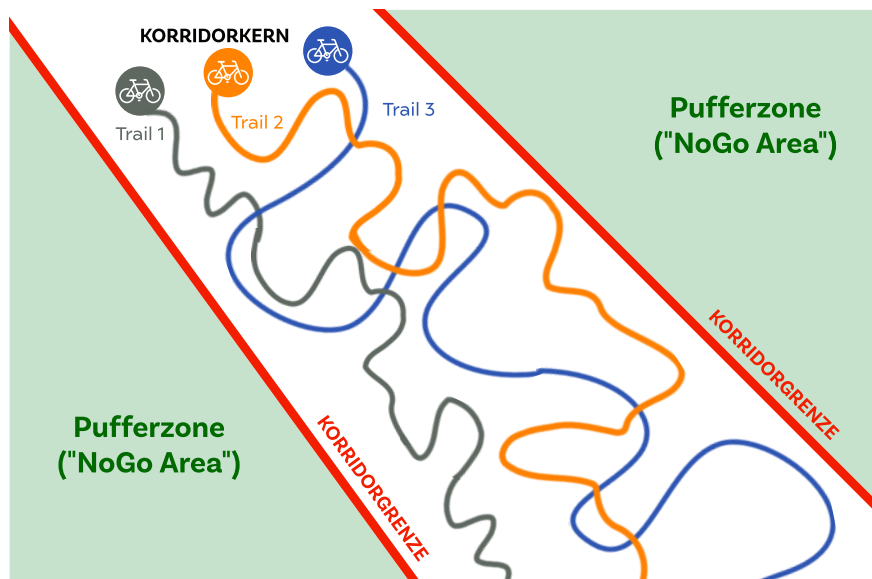 KORRIDORKERN
Trail 1
Trail 2
Trail 3
Pufferzone
("NoGo Area")
KORRIDORGRENZE
Pufferzone
("NoGo Area")
KORRIDORGRENZE